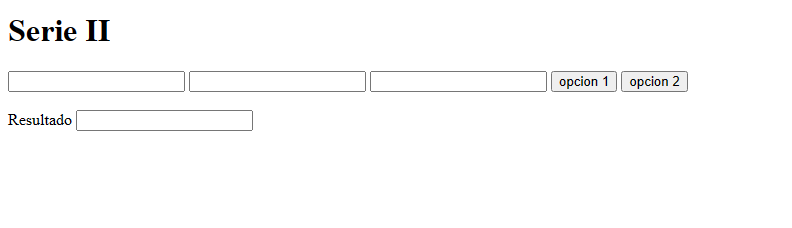 Serie II
opcion 1 opcion 2
Resultado